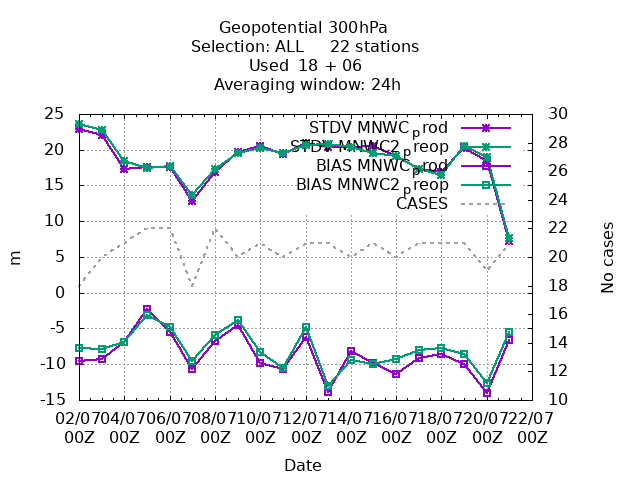 Geopotential 300hPa
Selection: ALL 22 stations
Used 18 + 06
Averaging window: 24h
STDV MNWC_prod
STDV MNWC2_preop
BIAS MNWC_prod
BIAS MNWC2_preop
CASES
25
20
15
10
5
0
-5
-10
-15
m
30
28
26
24
22
20
18
16
14
12
10
No cases
02/07 04/07 06/07 08/07 10/07 12/07 14/07 16/07 18/07 20/07 22/07
00Z 00Z 00Z 00Z 00Z 00Z 00Z 00Z 00Z 00Z 00Z
Date